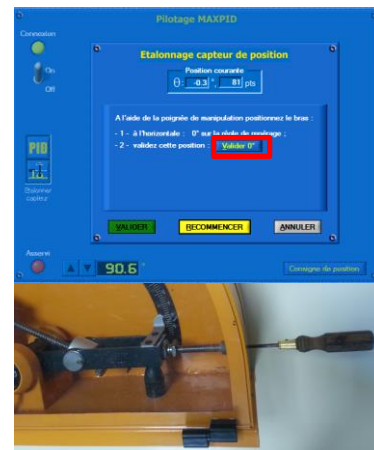 Pilotage MAXPID
Connexion
Etalonnage capteur de position
Position courante
θ: -0.3 °, 81 pts
On
Off
A l'aide de la poignée de manipulation positionnez le bras :
- 1 - à l'horizontale : 0° sur la règle de repérage ;
- 2 - validez cette position : Valider 0°
PID
Etalonner
capteur
VALIDER RECOMMENCER ANNULER
Asservi
90.6 °
Consigne de position